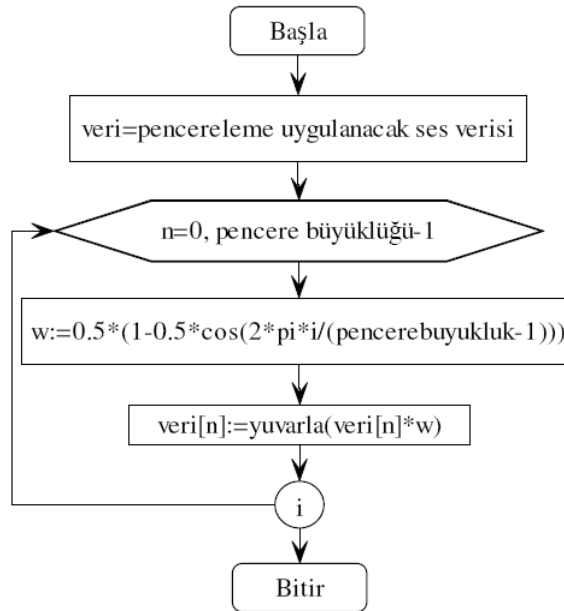 Başla
veri=pencereleme uygulanacak ses verisi
n=0, pencere büyüklüğü-1
w:=0.5*(1-0.5*cos(2*pi*i/(pencerebuyukluk-1)))
veri[n]:=yuvarla(veri[n]*w)
i
Bitir